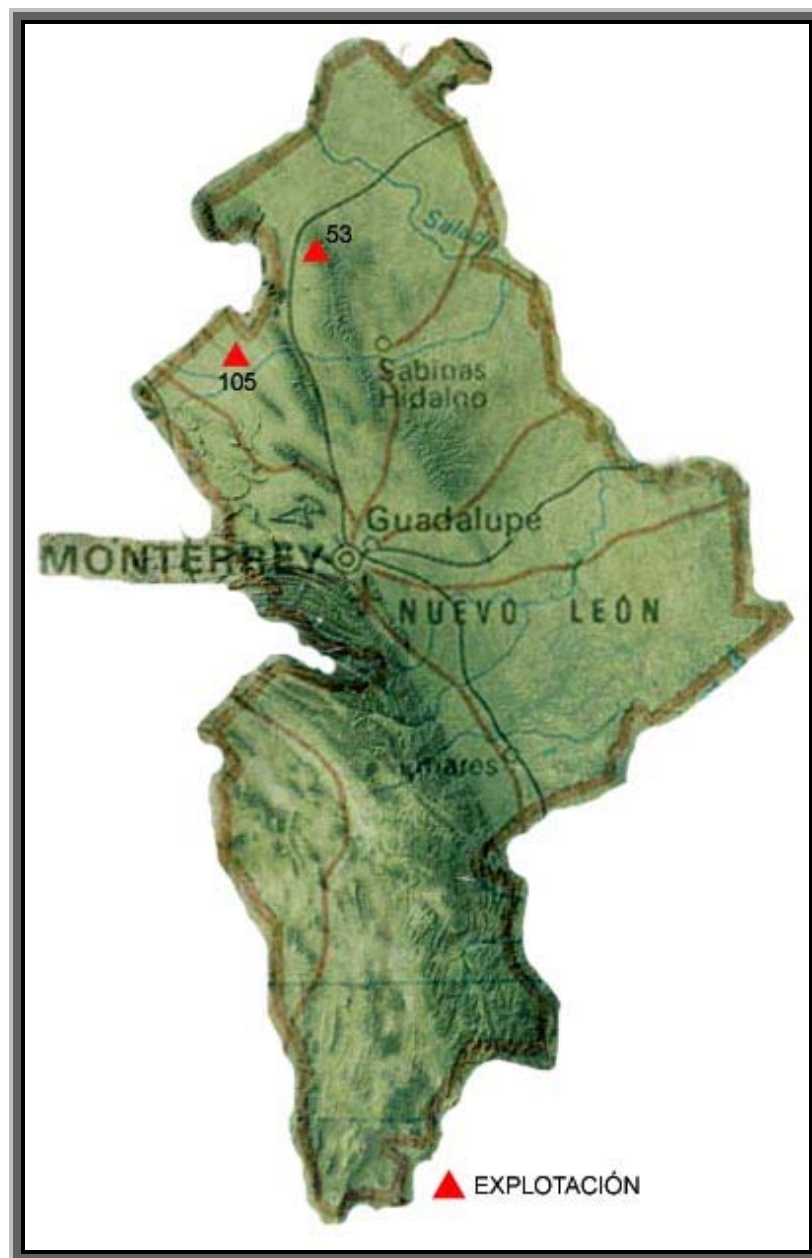 53
Salado
105
Sabinas
Hidalgo
Guadalupe
MONTERREY
NUEVO LEÓN
EXPLOTACIÓN